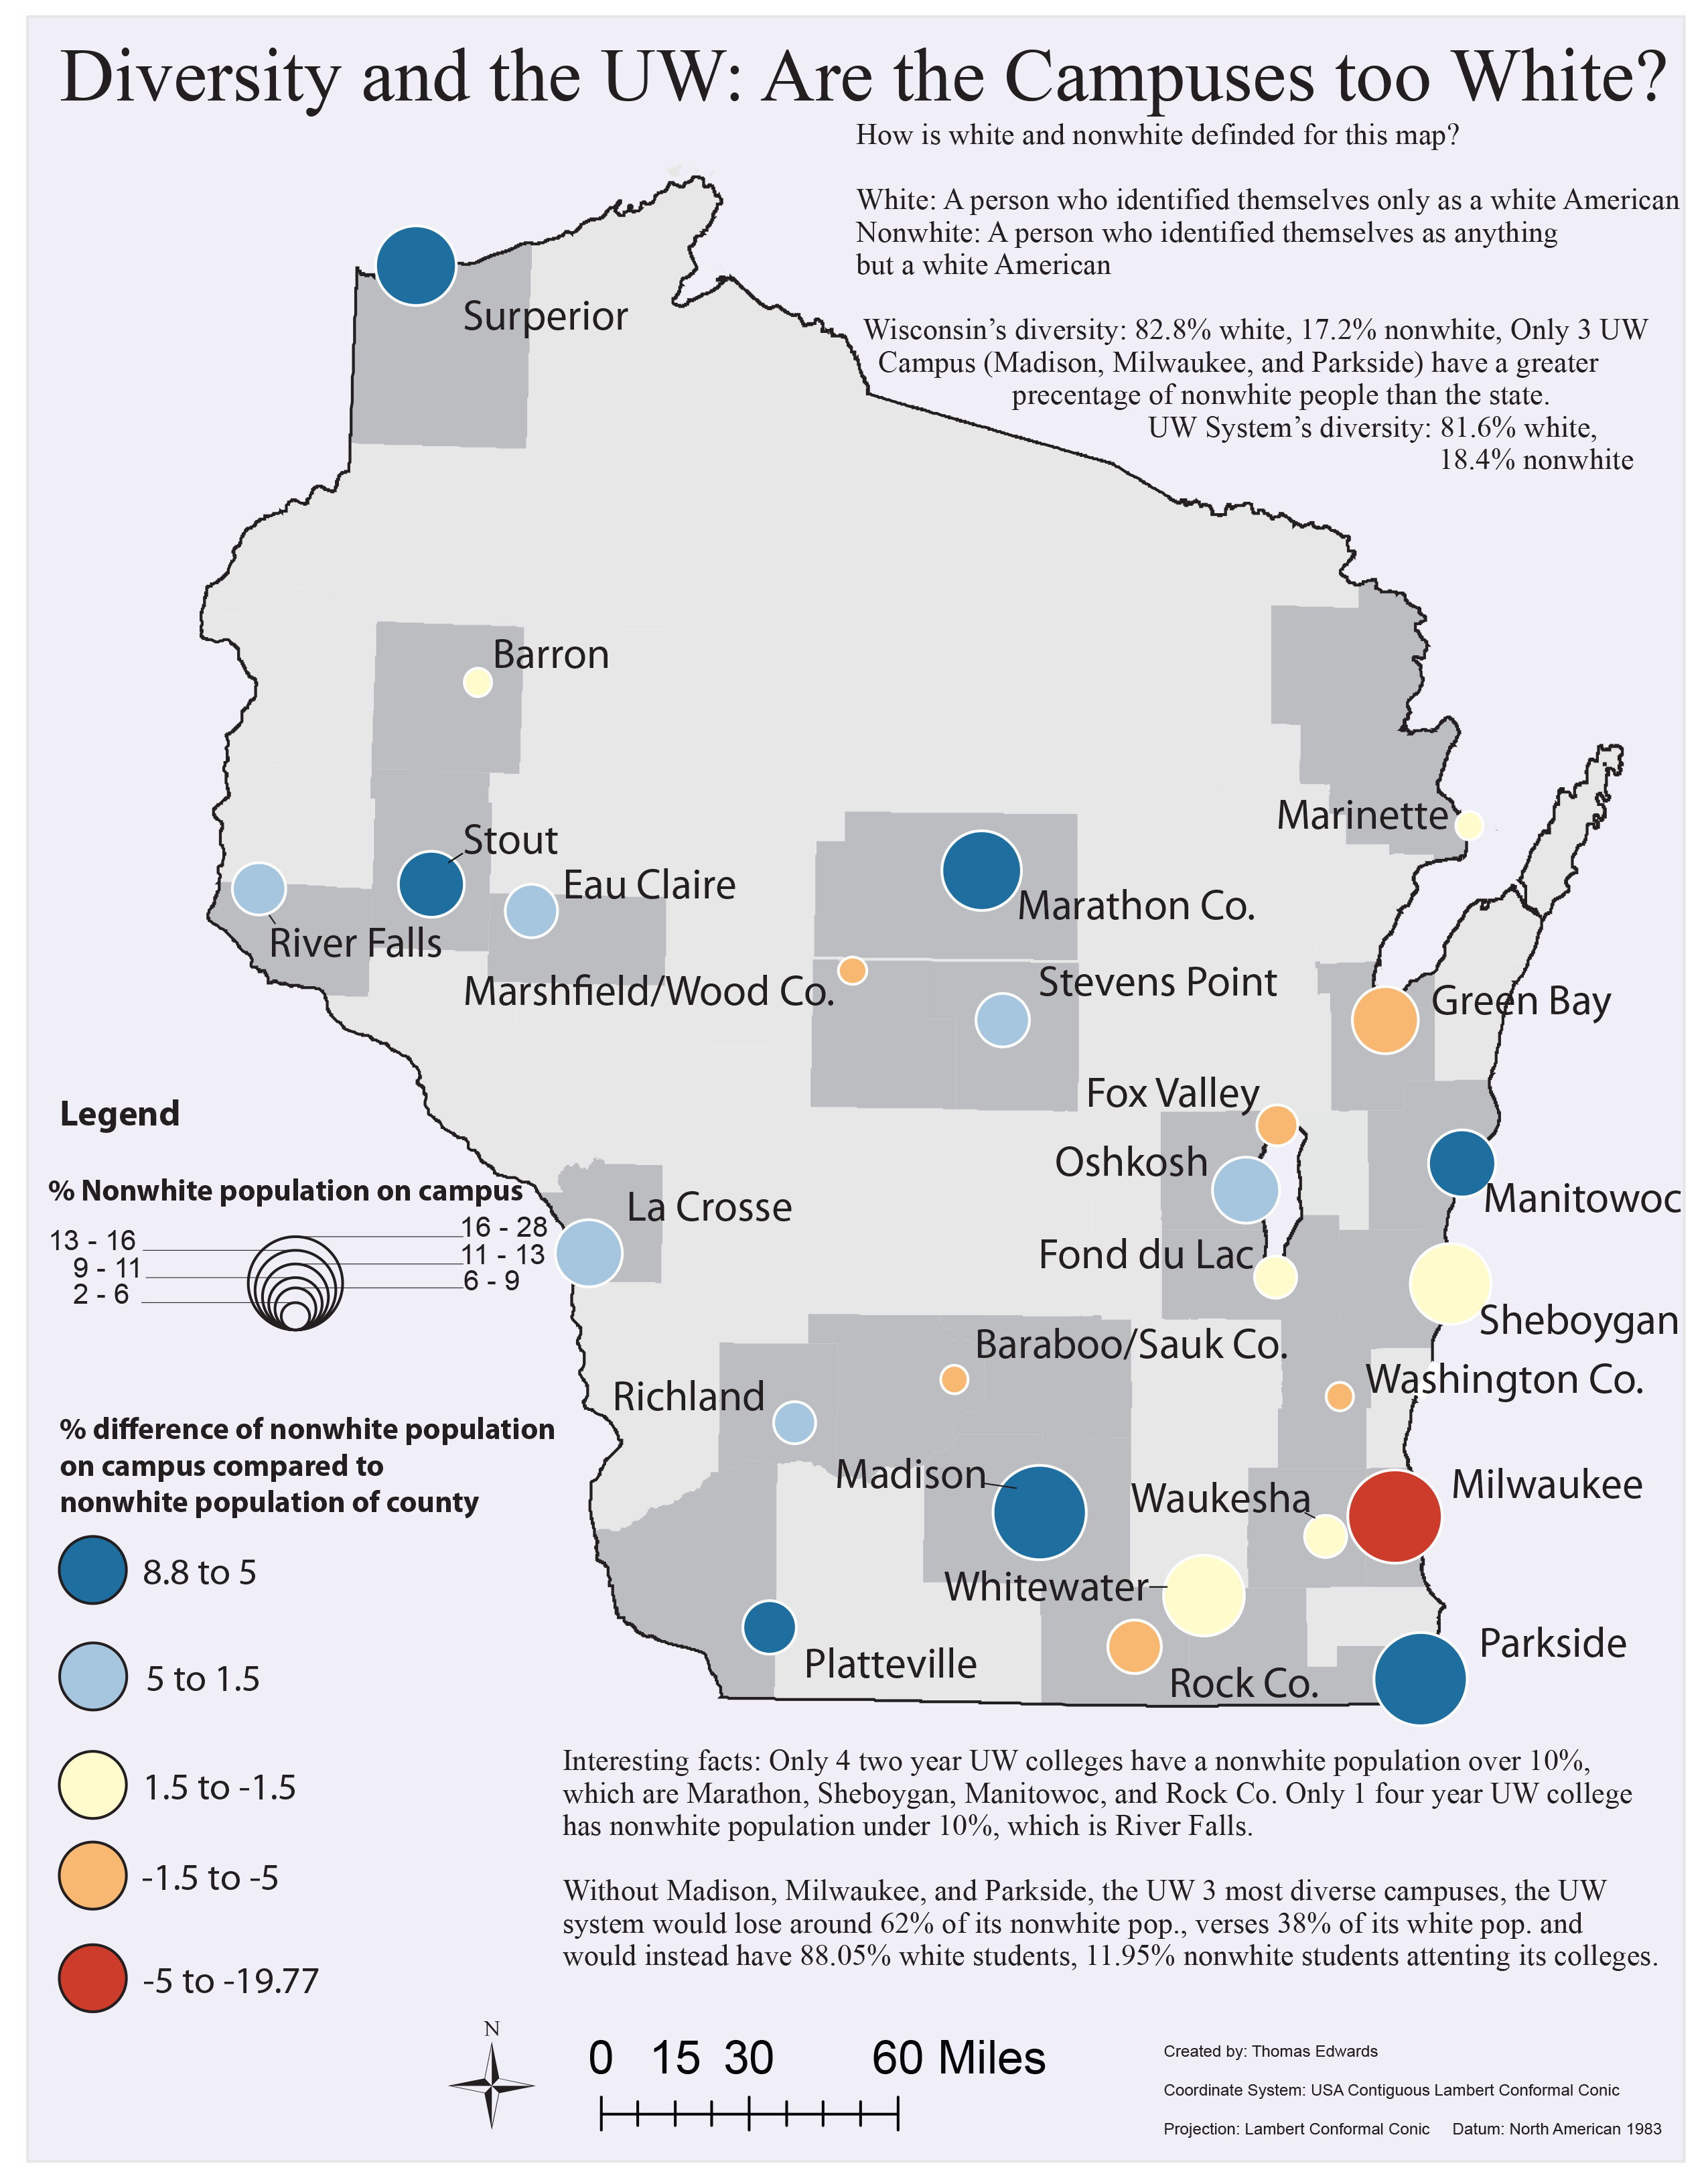 Diversity and the UW: Are the Campuses too White?
How is white and nonwhite definded for this map?
White: A person who identified themselves only as a white American
Nonwhite: A person who identified themselves as anything
but a white American
Wisconsin's diversity: 82.8% white, 17.2% nonwhite, Only 3 UW
Campus (Madison, Milwaukee, and Parkside) have a greater
precentage of nonwhite people than the state.
UW System's diversity: 81.6% white,
18.4% nonwhite
Surperior
Barron
Marinette
Stout
Eau Claire
River Falls
Marathon Co.
Marshfield/Wood Co.
Stevens Point
Green Bay
Fox Valley
Oshkosh
Manitowoc
La Crosse
Fond du Lac
Sheboygan
Baraboo/Sauk Co.
Washington Co.
Richland
Madison
Waukesha
Milwaukee
Whitewater
Parkside
Platteville
Rock Co.
Legend
% Nonwhite population on campus
16 - 28
13 - 16
11 - 13
9 - 11
6 - 9
2 - 6
% difference of nonwhite population
on campus compared to
nonwhite population of county
8.8 to 5
5 to 1.5
1.5 to -1.5
-1.5 to -5
-5 to -19.77
Interesting facts: Only 4 two year UW colleges have a nonwhite population over 10%,
which are Marathon, Sheboygan, Manitowoc, and Rock Co. Only 1 four year UW college
has nonwhite population under 10%, which is River Falls.
Without Madison, Milwaukee, and Parkside, the UW 3 most diverse campuses, the UW
system would lose around 62% of its nonwhite pop., verses 38% of its white pop. and
would instead have 88.05% white students, 11.95% nonwhite students attenting its colleges.
N
0 15 30 60 Miles
Created by: Thomas Edwards
Coordinate System: USA Contiguous Lambert Conformal Conic
Projection: Lambert Conformal Conic Datum: North American 1983